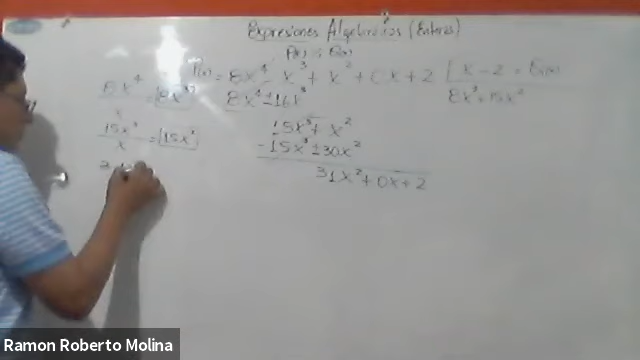 Expresiones Algebraicas (Enteras)
P(x) : Q(x)
P(x) = 8x⁴ - x³ + x² + 0x + 2 | x - 2 = Q(x)
8x⁴ ± 16x³ 8x³ + 15x²
8x⁴ / x = 8x³
15x³ + x²
15x³ / x = 15x²
-15x³ ± 30x²
31x² + 0x + 2
Ramon Roberto Molina